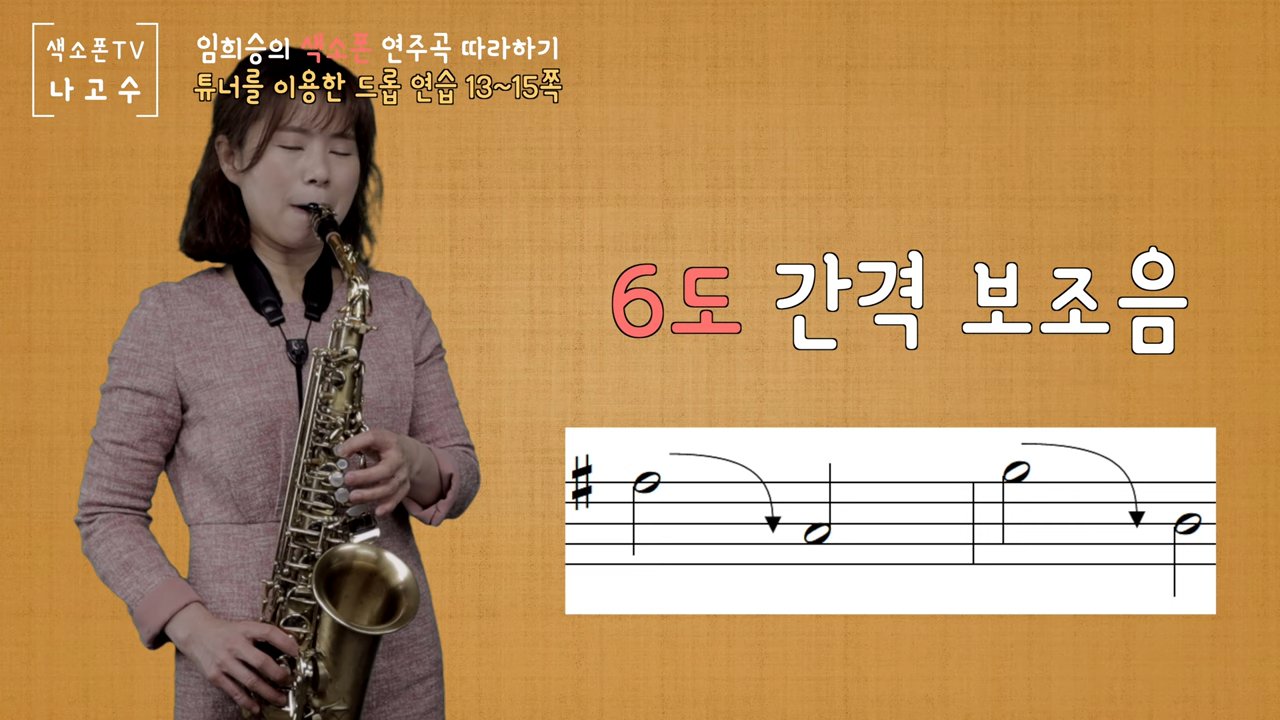 색소폰TV
나고수
임희승의 색소폰 연주곡 따라하기
튜너를 이용한 드롭 연습 13~15쪽
6도 간격 보조음